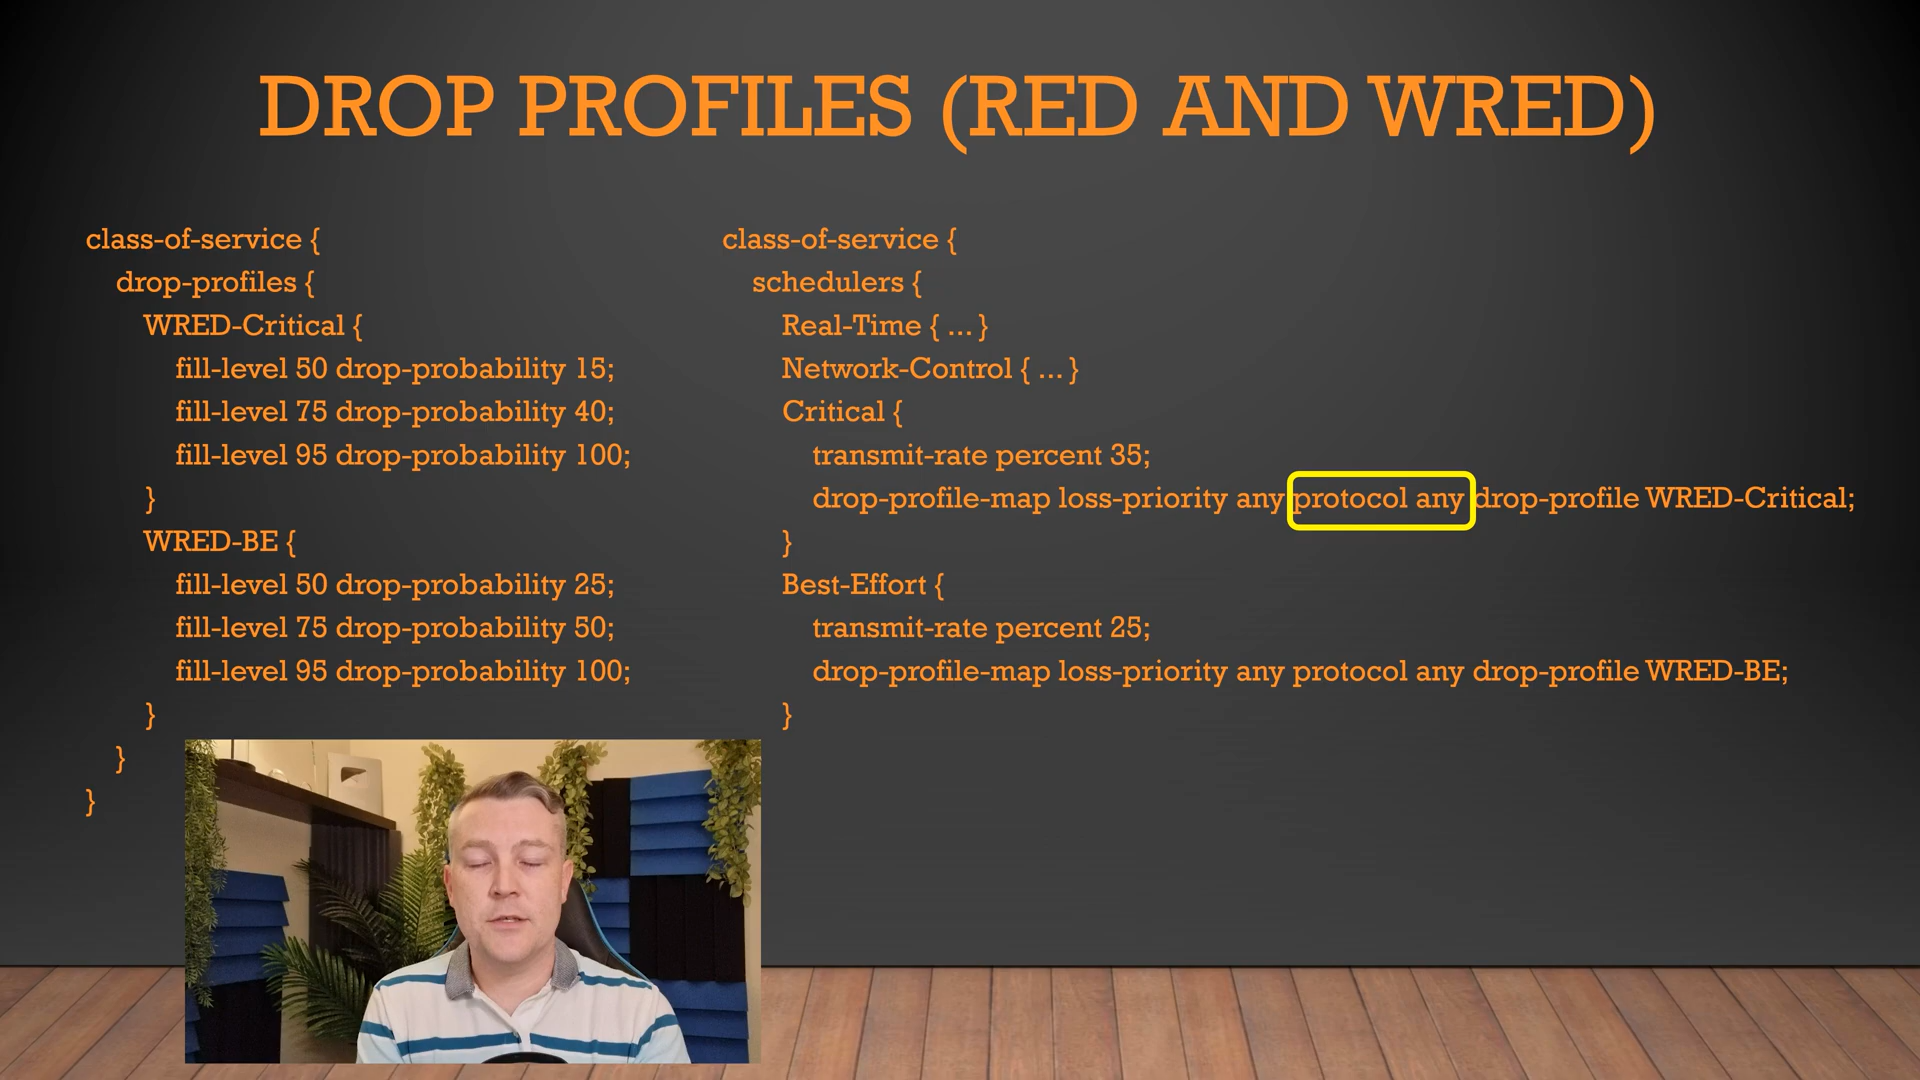 DROP PROFILES (RED AND WRED)
class-of-service {
drop-profiles {
WRED-Critical {
fill-level 50 drop-probability 15;
fill-level 75 drop-probability 40;
fill-level 95 drop-probability 100;
}
WRED-BE {
fill-level 50 drop-probability 25;
fill-level 75 drop-probability 50;
fill-level 95 drop-probability 100;
}
}
}
class-of-service {
schedulers {
Real-Time { ... }
Network-Control { ... }
Critical {
transmit-rate percent 35;
drop-profile-map loss-priority any protocol any drop-profile WRED-Critical;
}
Best-Effort {
transmit-rate percent 25;
drop-profile-map loss-priority any protocol any drop-profile WRED-BE;
}